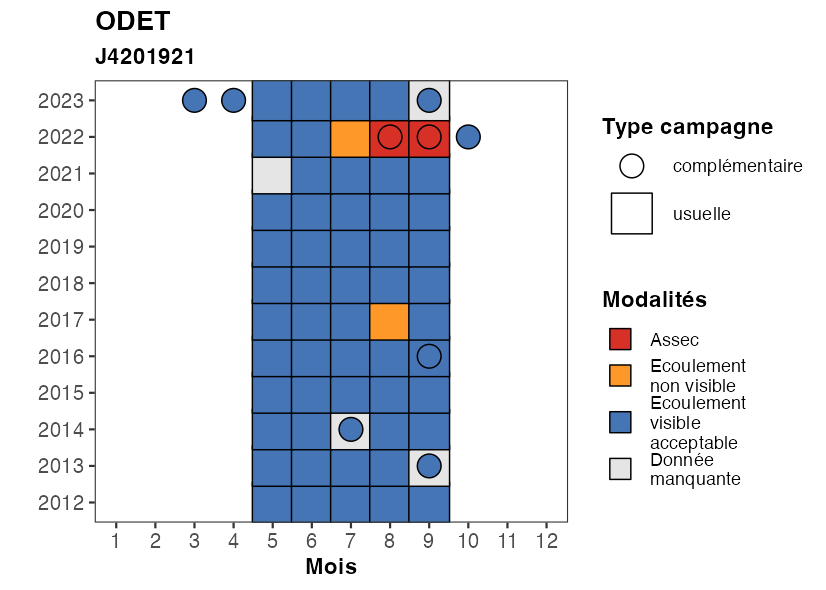 ODET
J4201921
2023
2022
2021
2020
2019
2018
2017
2016
2015
2014
2013
2012
1 2 3 4 5 6 7 8 9 10 11 12
Mois
Type campagne
complémentaire
usuelle
Modalités
Assec
Ecoulement
non visible
Ecoulement
visible
acceptable
Donnée
manquante